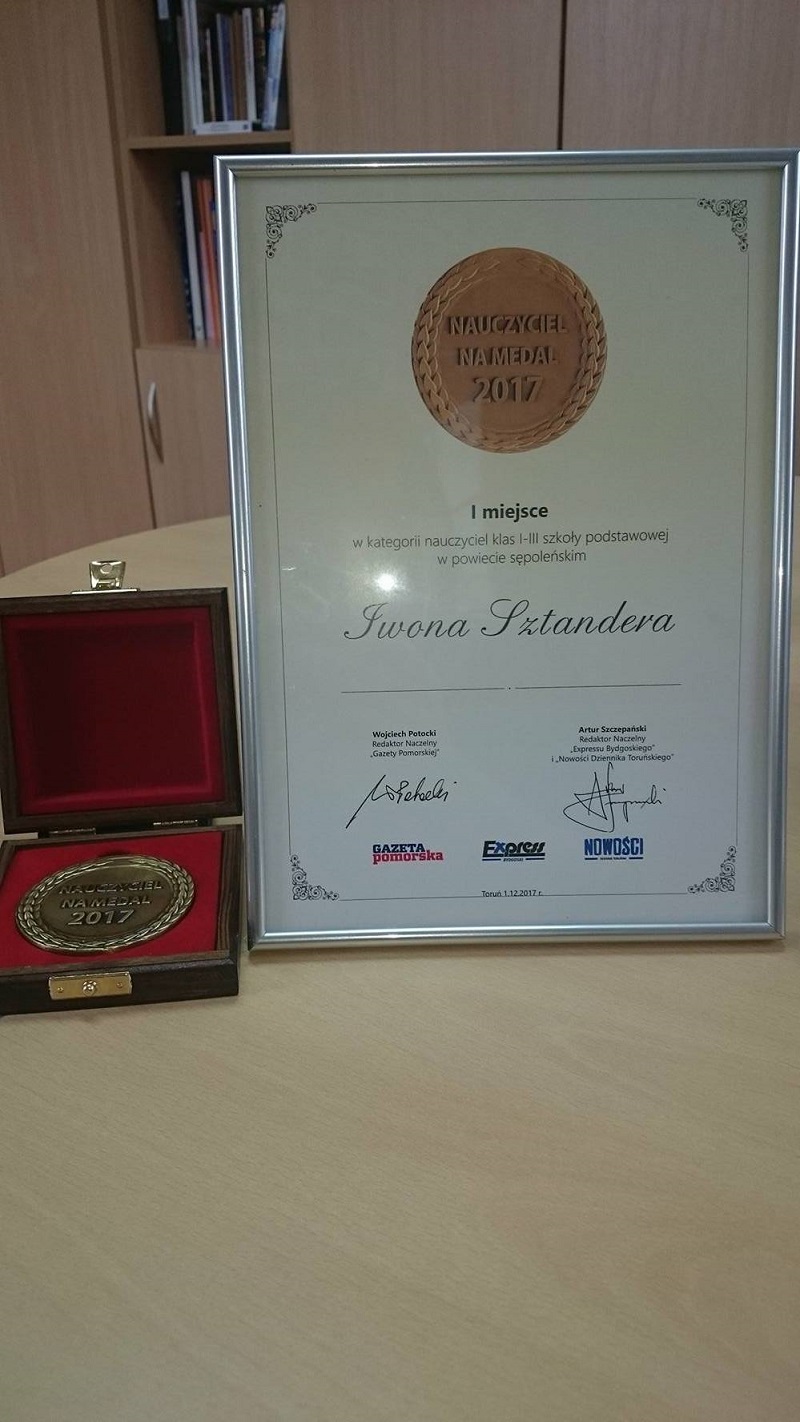 NAUCZYCIEL
NA MEDAL
2017
I miejsce
w kategorii nauczyciel klas I-III szkoły podstawowej
w powiecie sępoleńskim
Iwona Sztandera
Wojciech Potocki
Redaktor Naczelny
„Gazety Pomorskiej”
Artur Szczepański
Redaktor Naczelny
„Expressu Bydgoskiego”
i „Nowości Dziennika Toruńskiego”
GAZETA
pomorska
Express
BYDGOSKI
NOWOŚCI
Toruń 1.12.2017 r.
NAUCZYCIEL
NA MEDAL
2017